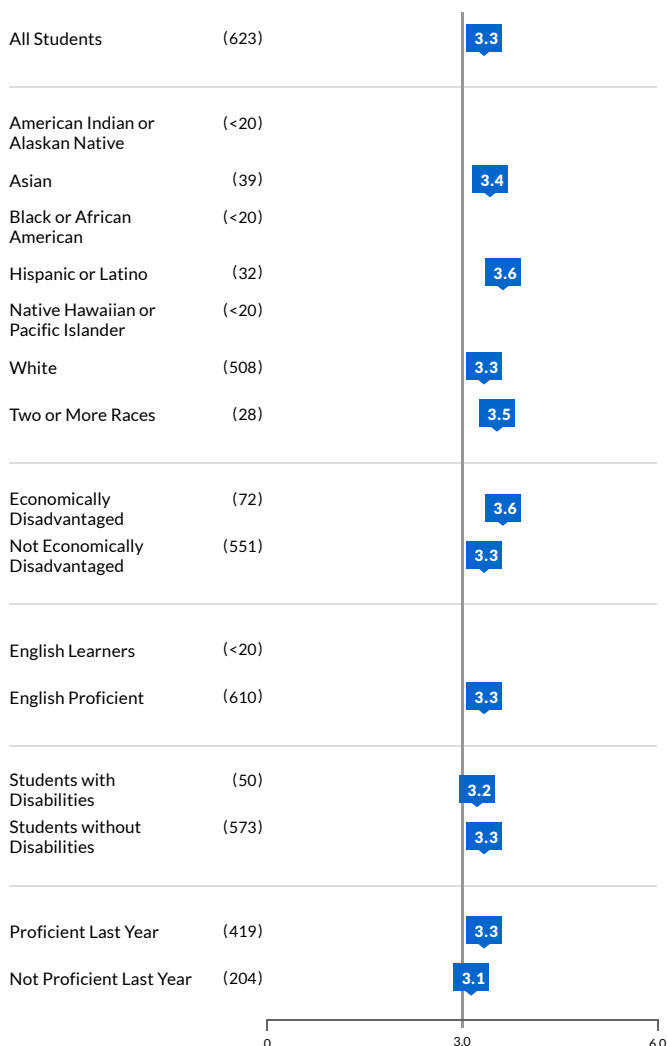 All Students (623) 3.3
American Indian or
Alaskan Native (<20)
Asian (39) 3.4
Black or African
American (<20)
Hispanic or Latino (32) 3.6
Native Hawaiian or
Pacific Islander (<20)
White (508) 3.3
Two or More Races (28) 3.5
Economically
Disadvantaged (72) 3.6
Not Economically
Disadvantaged (551) 3.3
English Learners (<20)
English Proficient (610) 3.3
Students with
Disabilities (50) 3.2
Students without
Disabilities (573) 3.3
Proficient Last Year (419) 3.3
Not Proficient Last Year (204) 3.1
0 3.0 6.0